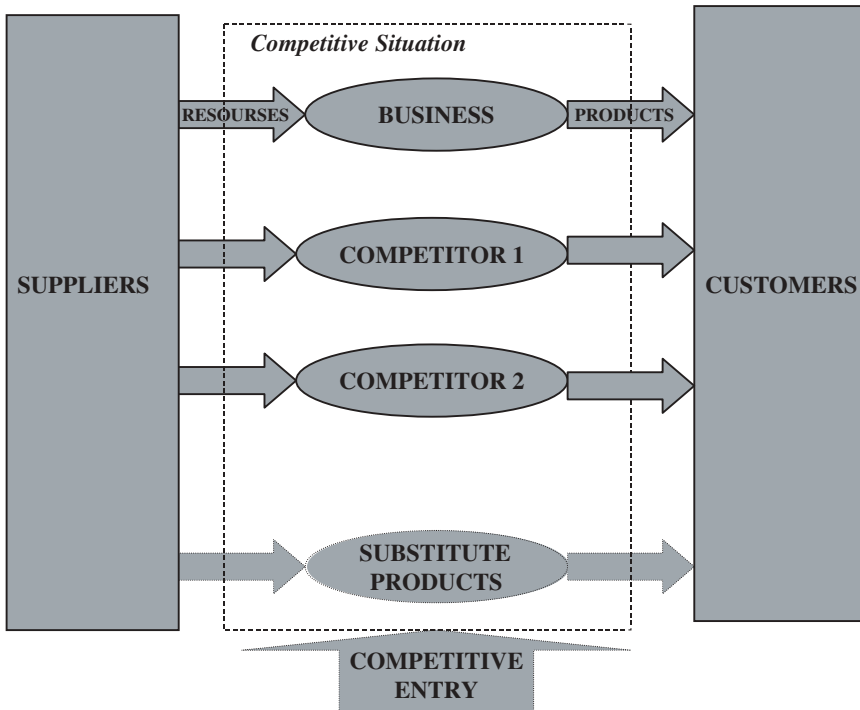 Competitive Situation
RESOURSES
BUSINESS
PRODUCTS
COMPETITOR 1
SUPPLIERS
CUSTOMERS
COMPETITOR 2
SUBSTITUTE
PRODUCTS
COMPETITIVE
ENTRY